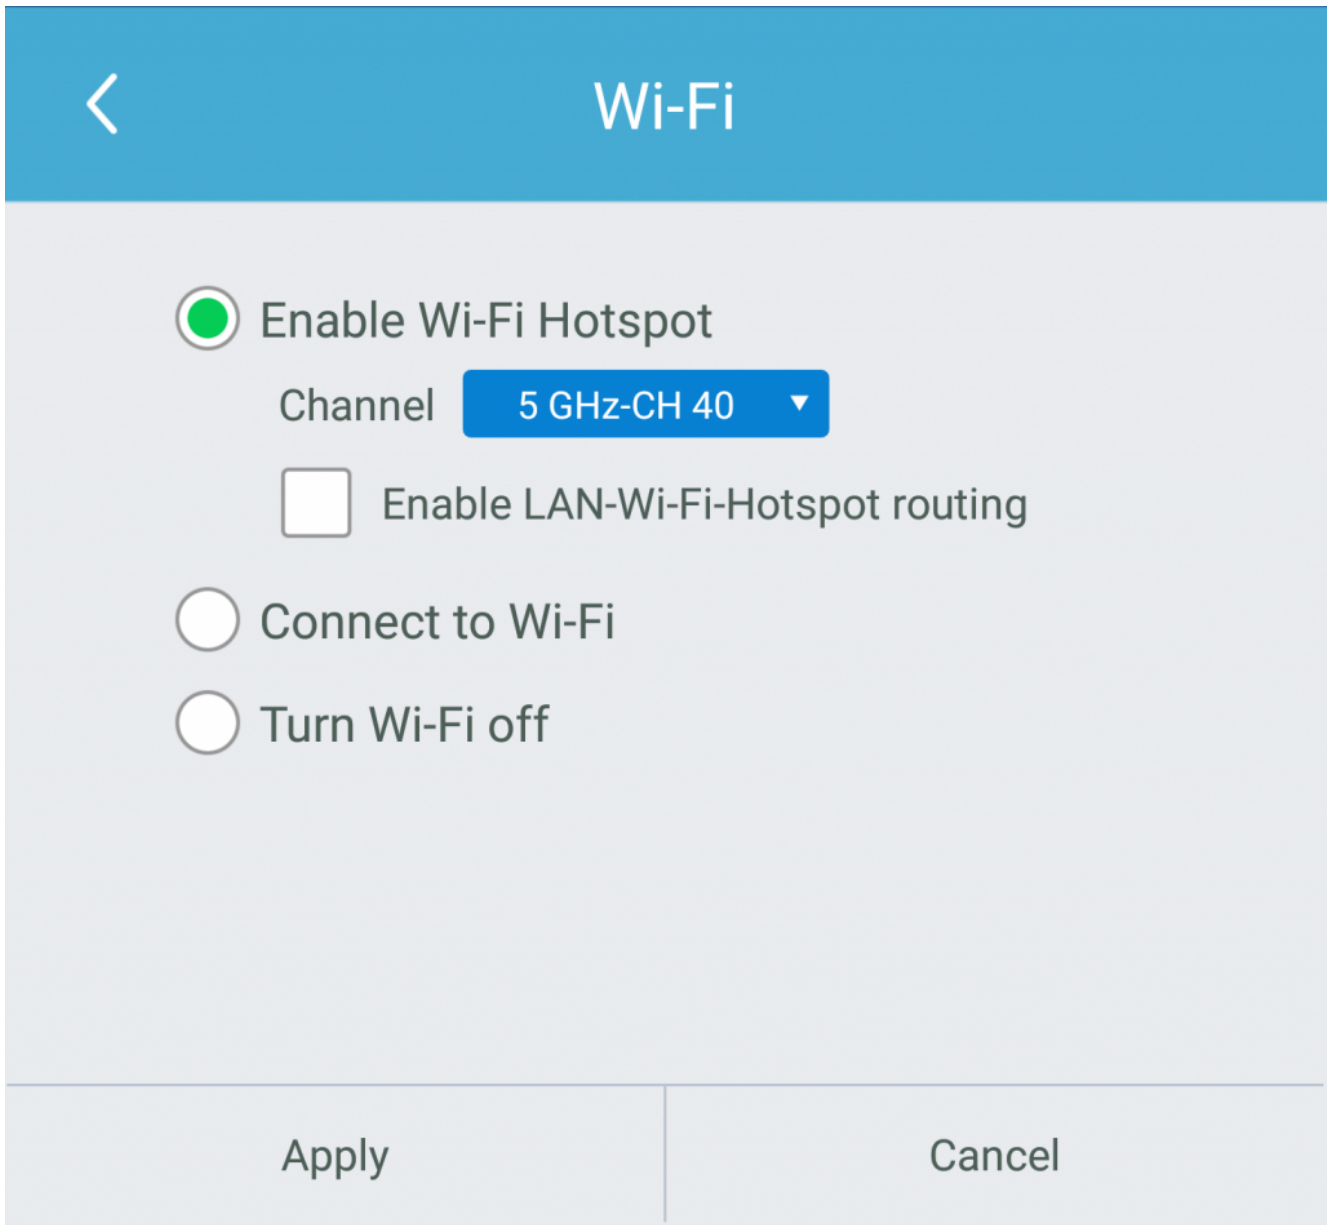 Wi-Fi
Enable Wi-Fi Hotspot
Channel 5 GHz-CH 40
Enable LAN-Wi-Fi-Hotspot routing
Connect to Wi-Fi
Turn Wi-Fi off
Apply Cancel